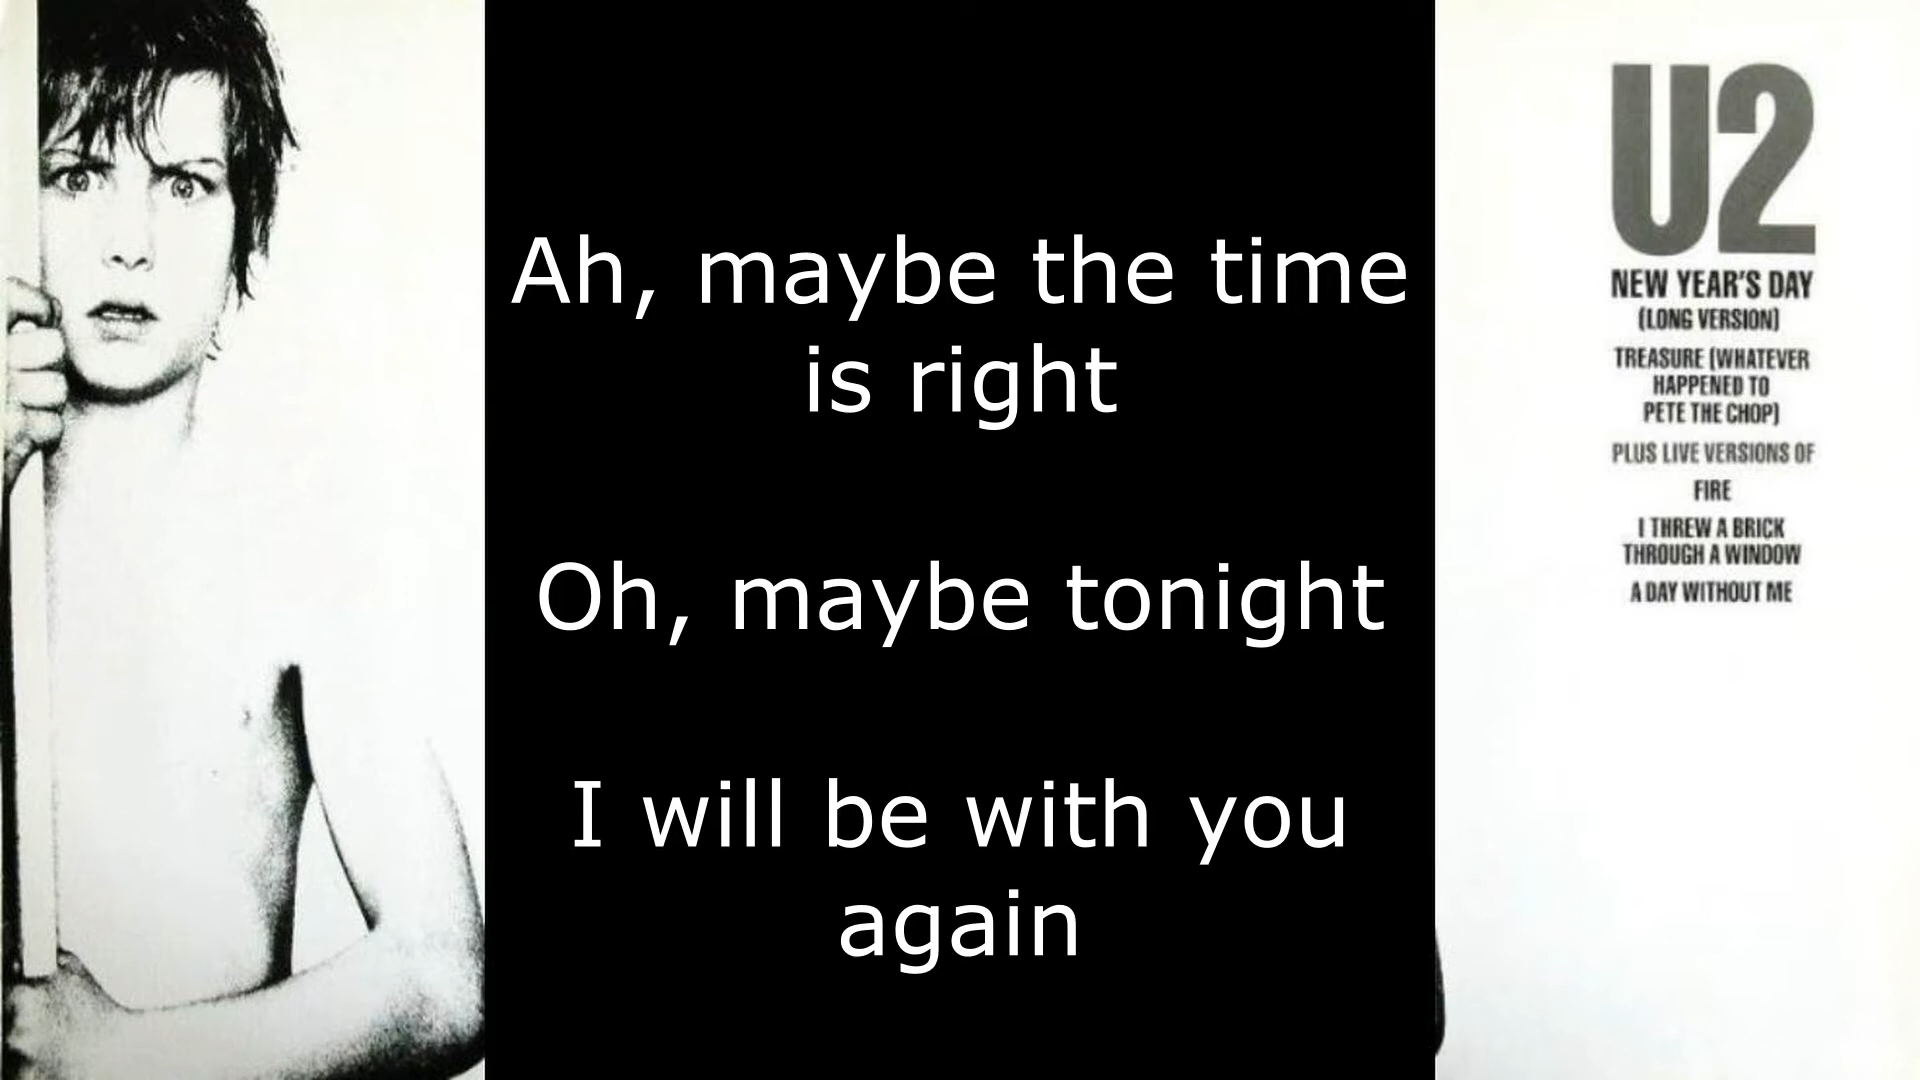 Ah, maybe the time
is right
Oh, maybe tonight
I will be with you
again
U2
NEW YEAR'S DAY
(LONG VERSION)
TREASURE (WHATEVER
HAPPENED TO
PETE THE CHOP)
PLUS LIVE VERSIONS OF
FIRE
I THREW A BRICK
THROUGH A WINDOW
A DAY WITHOUT ME